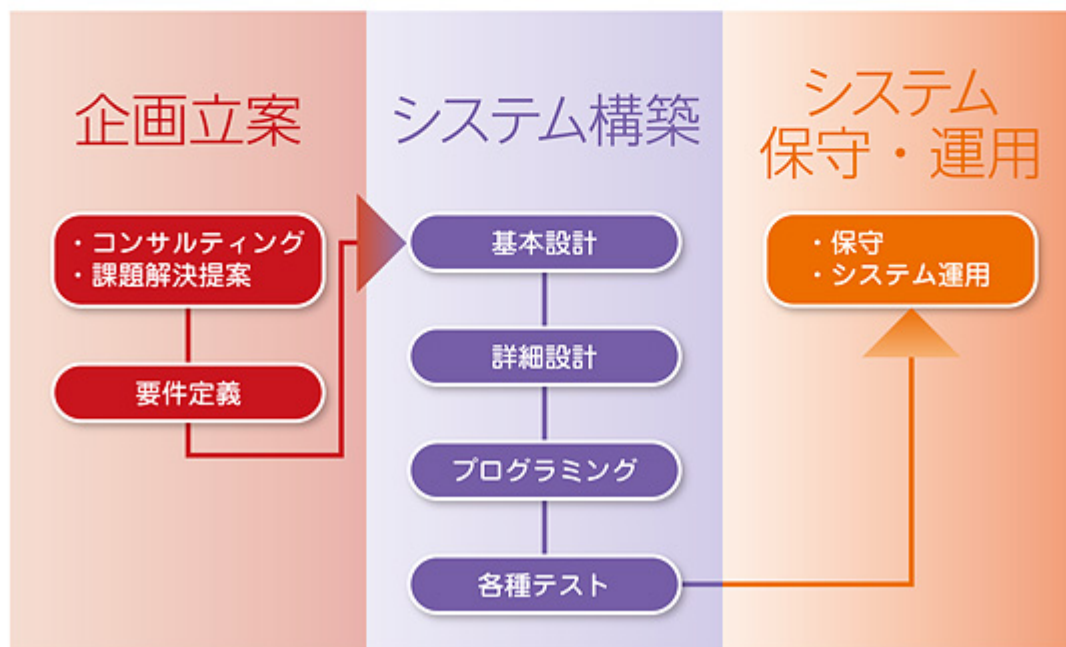 企画立案
・コンサルティング
・課題解決提案
要件定義
システム構築
基本設計
詳細設計
プログラミング
各種テスト
システム
保守・運用
・保守
・システム運用